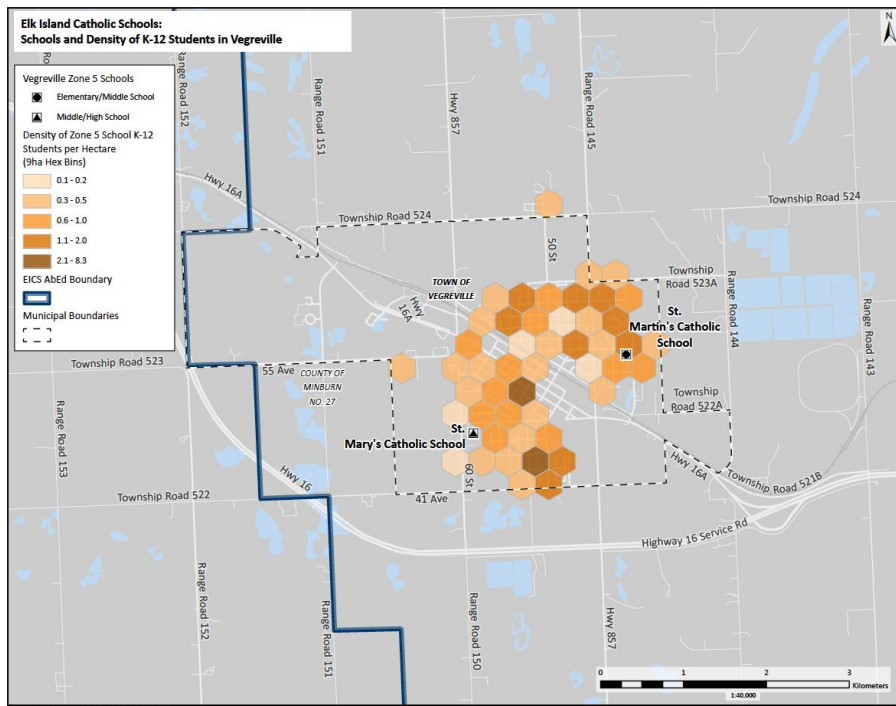 Elk Island Catholic Schools:
Schools and Density of K-12 Students in Vegreville
N
Vegreville Zone 5 Schools
Elementary/Middle School
Middle/High School
Density of Zone 5 School K-12
Students per Hectare
(9ha Hex Bins)
0.1 - 0.2
0.3 - 0.5
0.6 - 1.0
1.1 - 2.0
2.1 - 8.3
EICS AbEd Boundary
Municipal Boundaries
Range Road 152
Range Road 151
Hwy 857
Range Road 145
Hwy 16A
Township Road 524
Township Road 524
50 St
TOWN OF
VEGREVILLE
Hwy
16A
Township
Road 523A
Range Road 144
Range Road 143
St.
Martin's Catholic
School
Township Road 523
55 Ave
COUNTY OF
MINBURN
NO. 27
Township
Road 522A
Range Road 153
St.
Mary's Catholic School
60 St
Hwy 16
Hwy 16A
Township Road 521B
Township Road 522
41 Ave
Highway 16 Service Rd
Range Road 152
Range Road 151
Range Road 150
Hwy 857
0
1
2
3
Kilometers
1:40,000